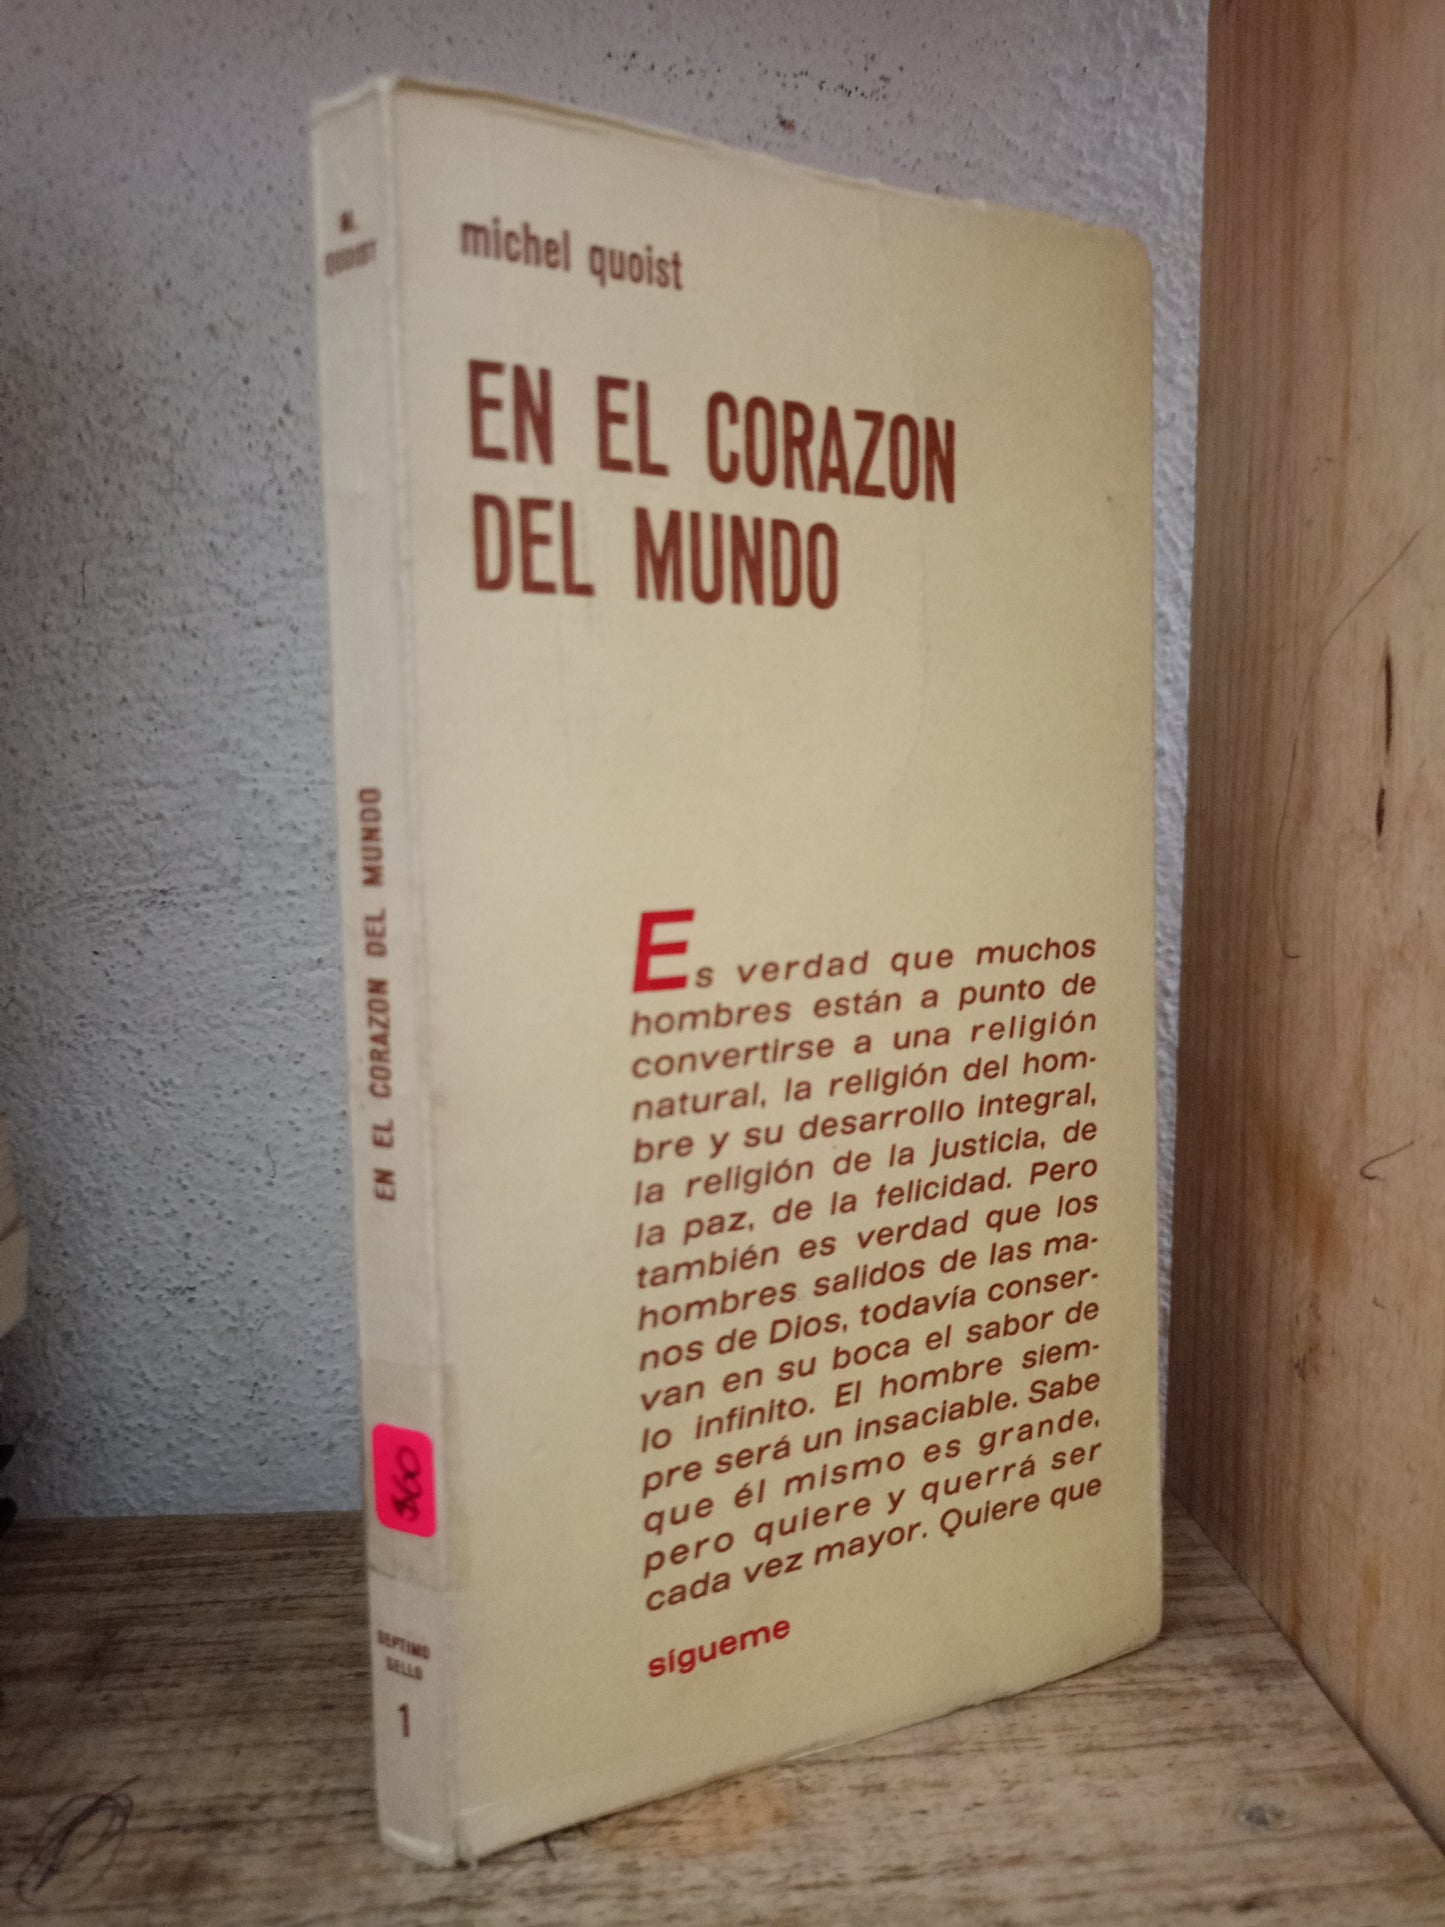 M.
QUOIST
EN EL CORAZON DEL MUNDO
360
SEPTIMO
SELLO
1
michel quoist
EN EL CORAZON
DEL MUNDO
Es verdad que muchos
hombres están a punto de
convertirse a una religión
natural, la religión del hom-
bre y su desarrollo integral,
la religión de la justicia, de
la paz, de la felicidad. Pero
también es verdad que los
hombres salidos de las ma-
nos de Dios, todavía conser-
van en su boca el sabor de
lo infinito. El hombre siem-
pre será un insaciable. Sabe
que él mismo es grande,
pero quiere y querrá ser
cada vez mayor. Quiere que
sígueme